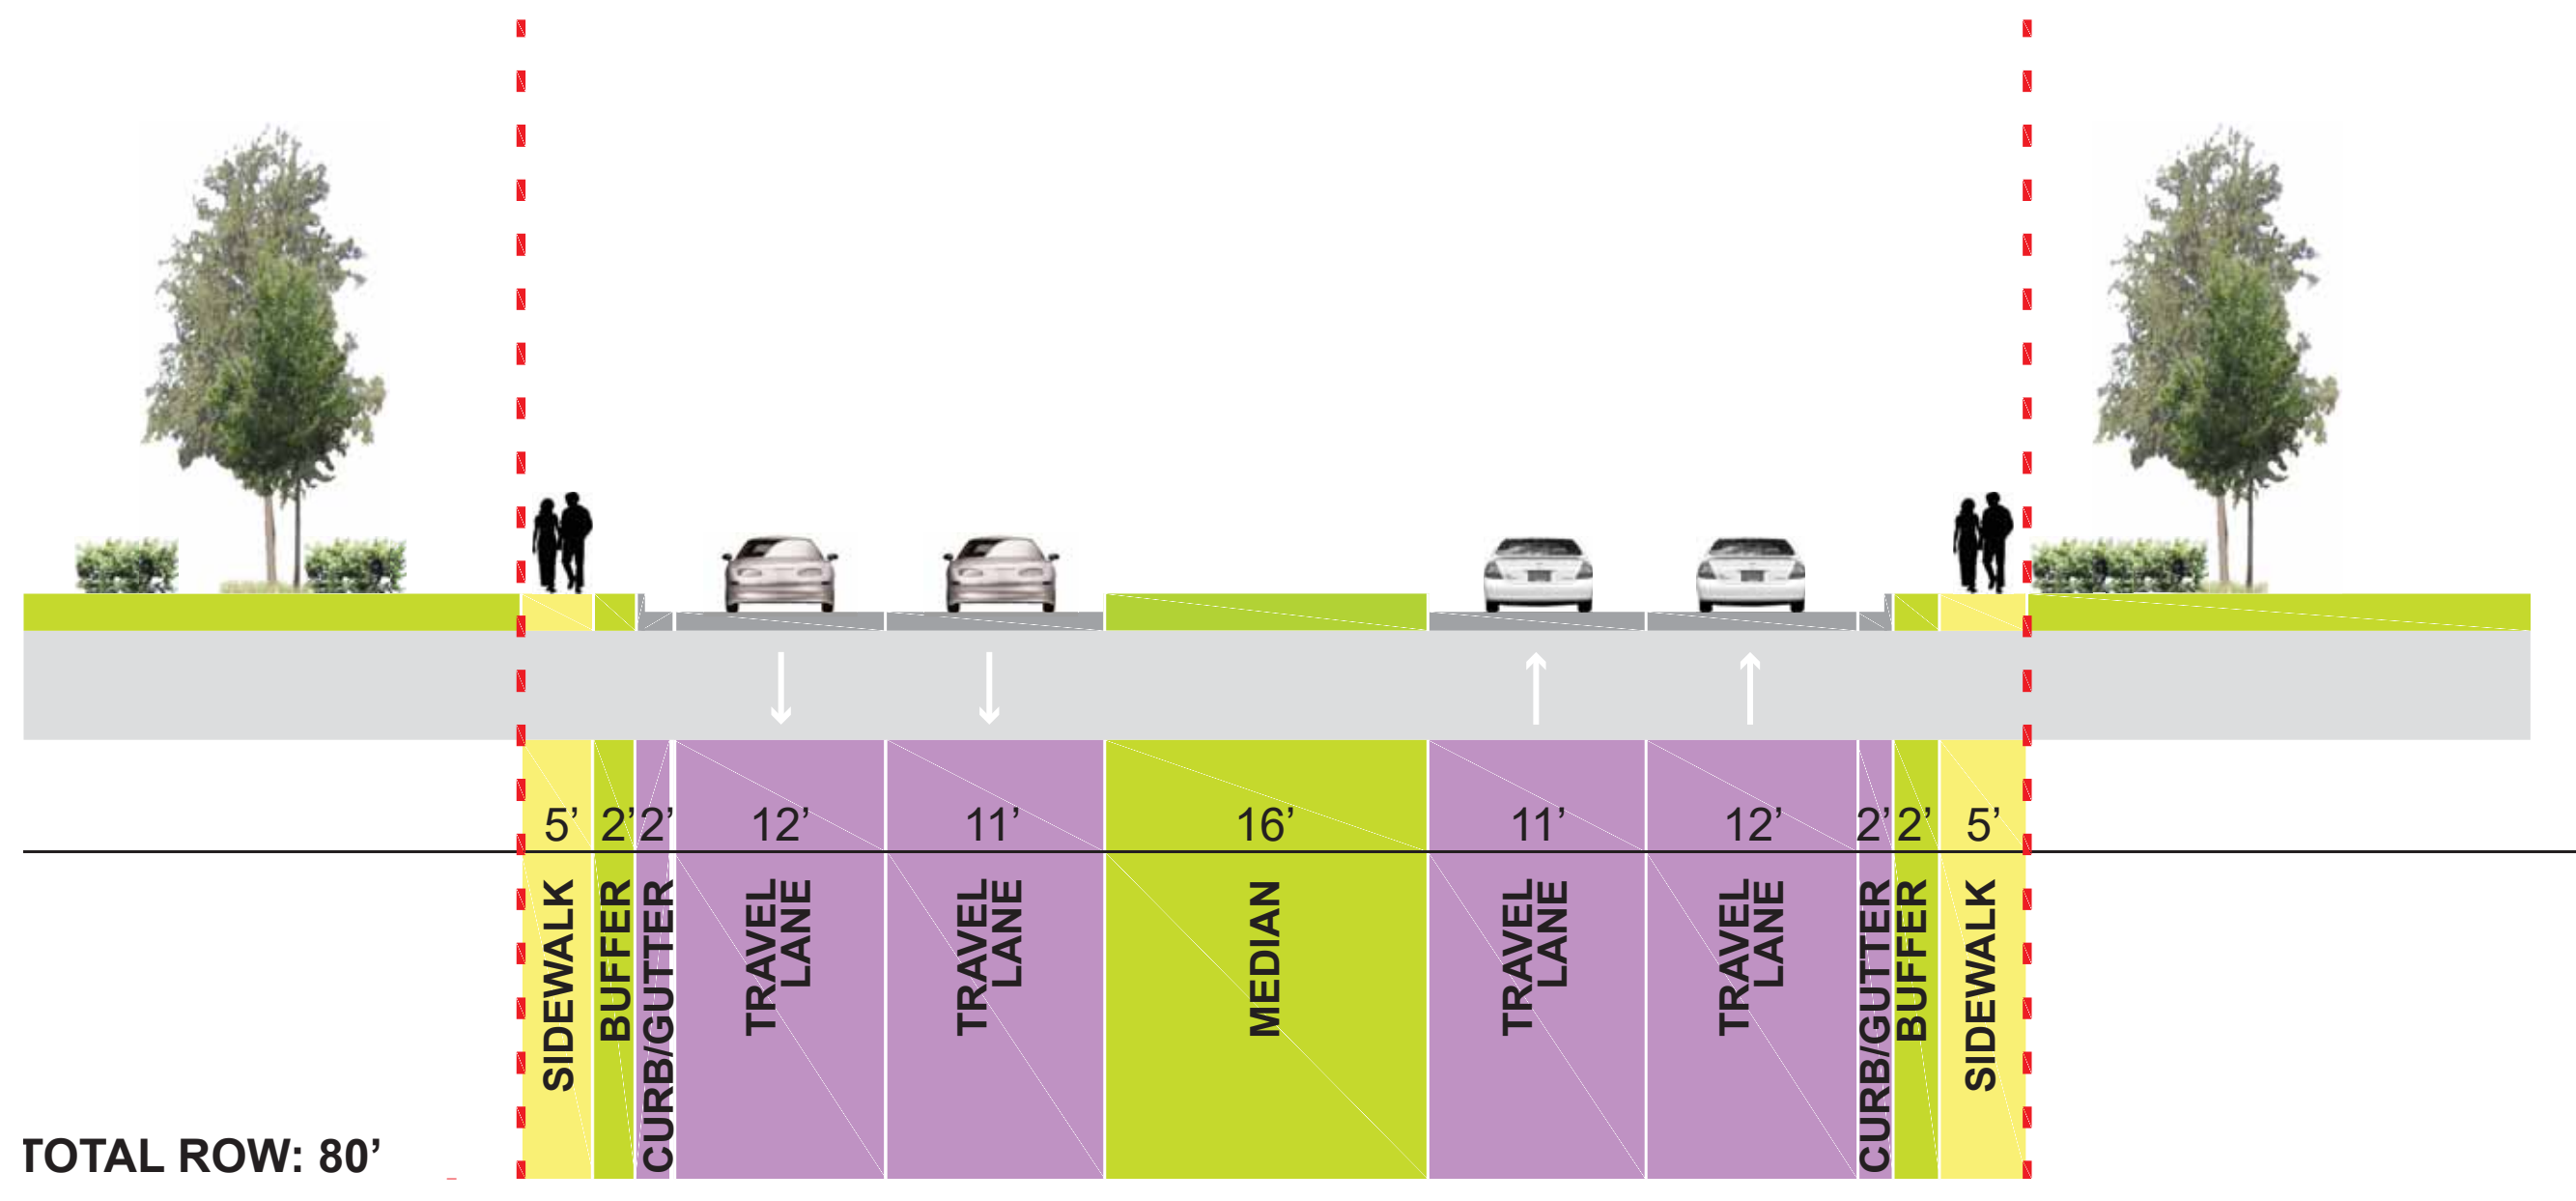 5’ 2’ 2’ 12’ 11’ 16’ 11’ 12’ 2’ 2’ 5’
SIDEWALK
BUFFER
CURB/GUTTER
TRAVEL
LANE
TRAVEL
LANE
MEDIAN
TRAVEL
LANE
TRAVEL
LANE
CURB/GUTTER
BUFFER
SIDEWALK
TOTAL ROW: 80’